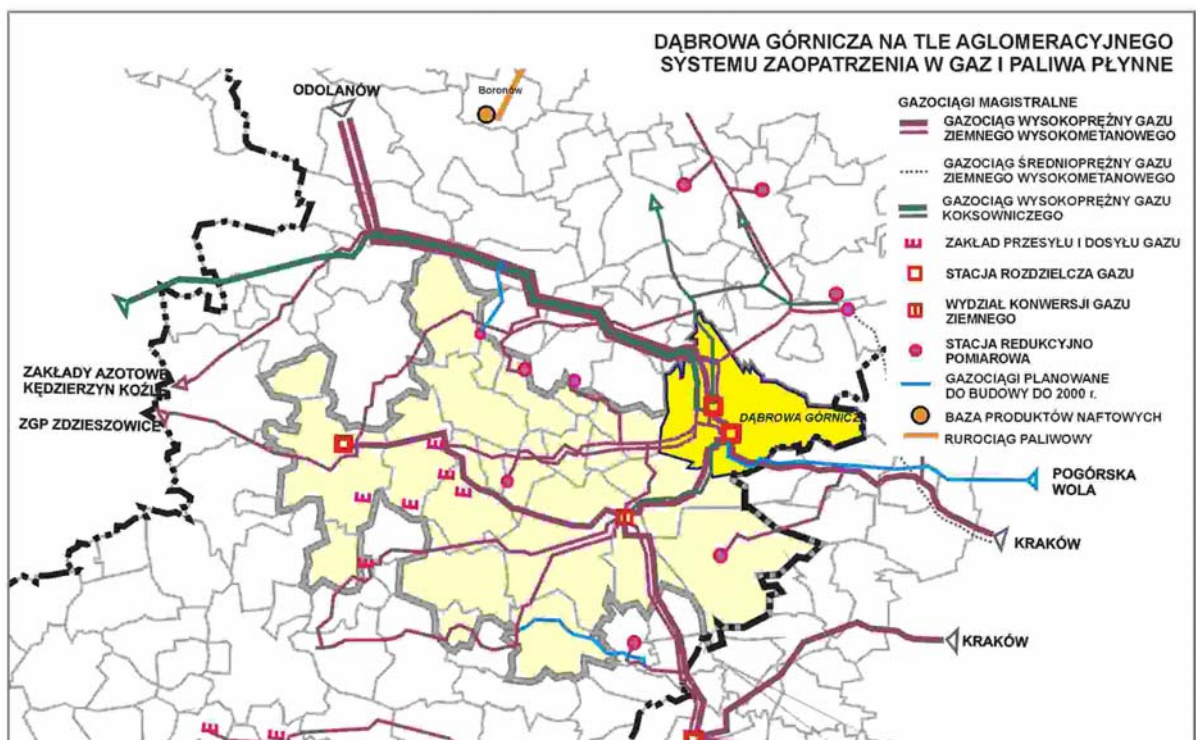 DĄBROWA GÓRNICZA NA TLE AGLOMERACYJNEGO
SYSTEMU ZAOPATRZENIA W GAZ I PALIWA PŁYNNE
GAZOCIĄGI MAGISTRALNE
GAZOCIĄG WYSOKOPRĘŻNY GAZU
ZIEMNEGO WYSOKOMETANOWEGO
GAZOCIĄG ŚREDNIOPRĘŻNY GAZU
ZIEMNEGO WYSOKOMETANOWEGO
GAZOCIĄG WYSOKOPRĘŻNY GAZU
KOKSOWNICZEGO
E ZAKŁAD PRZESYŁU I DOSYŁU GAZU
STACJA ROZDZIELCZA GAZU
WYDZIAŁ KONWERSJI GAZU
ZIEMNEGO
STACJA REDUKCYJNO
POMIAROWA
GAZOCIĄGI PLANOWANE
DO BUDOWY DO 2000 r.
BAZA PRODUKTÓW NAFTOWYCH
RUROCIĄG PALIWOWY
ODOLANÓW
Boronów
ZAKŁADY AZOTOWE
KĘDZIERZYN KOŹLE
ZGP ZDZIESZOWICE
DĄBROWA GÓRNICZA
POGÓRSKA
WOLA
KRAKÓW
KRAKÓW
E
E
E
E
E
E
E
E